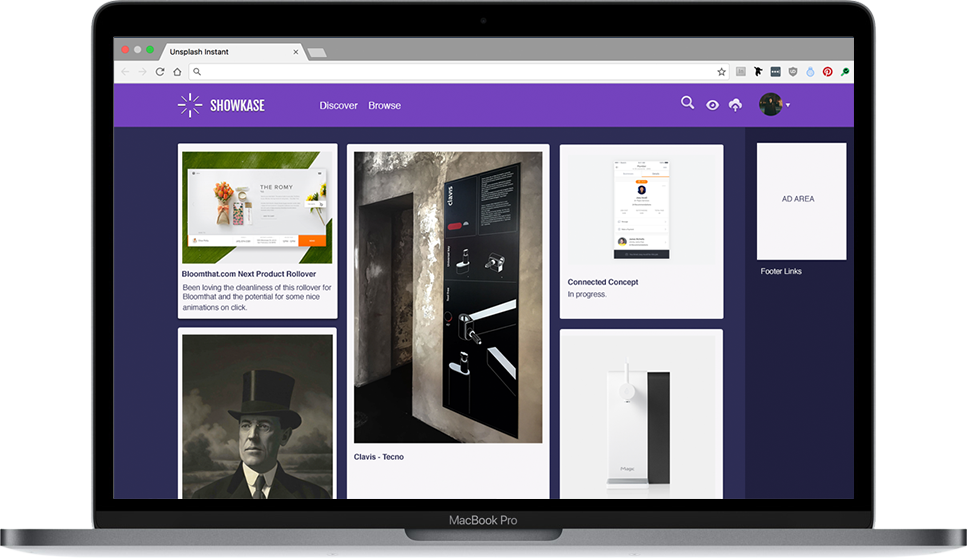 Unsplash Instant
SHOWKASE
Discover
Browse
THE ROMY
Bloomthat.com Next Product Rollover
Been loving the cleanliness of this rollover for
Bloomthat and the potential for some nice
animations on click.
clavis
Clavis - Tecno
Connected Concept
In progress.
AD AREA
Footer Links
MacBook Pro